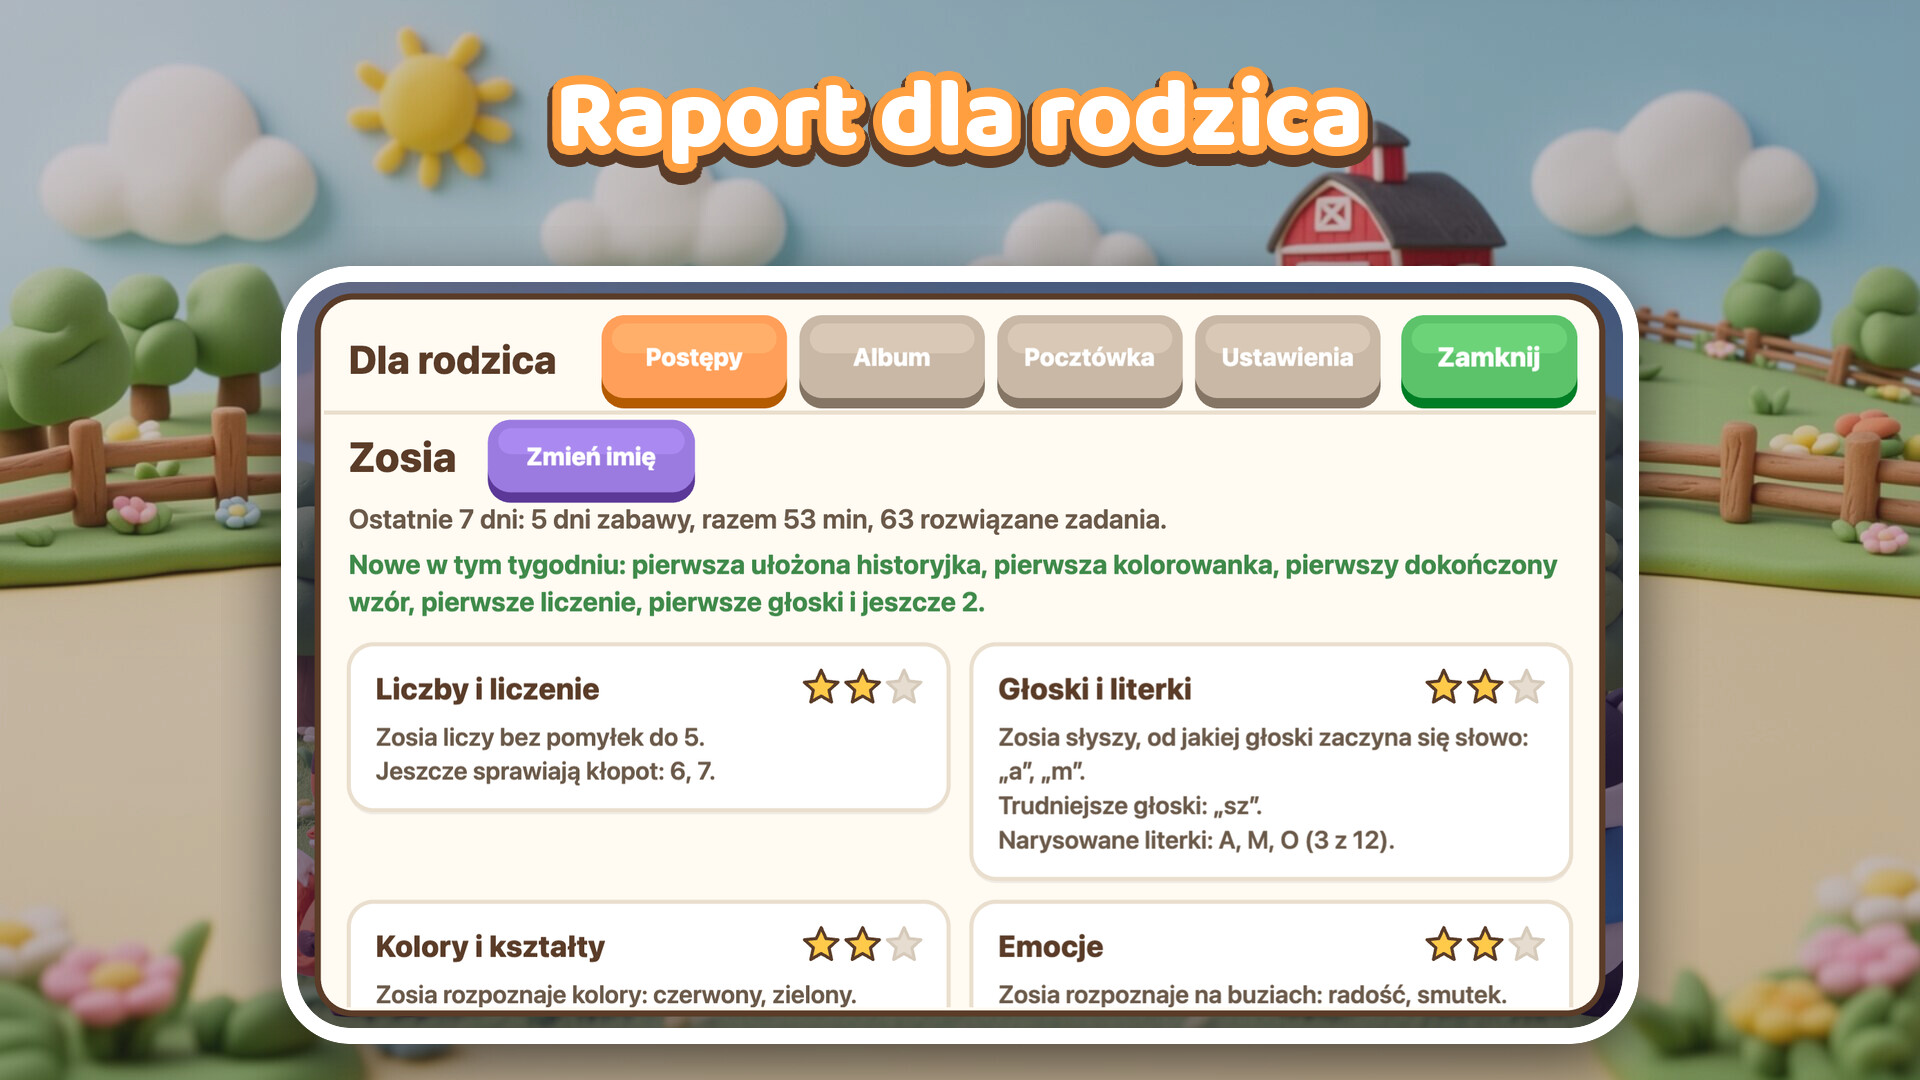 Raport dla rodzica
Dla rodzica
Postępy
Album
Pocztówka
Ustawienia
Zamknij
Zosia
Zmień imię
Ostatnie 7 dni: 5 dni zabawy, razem 53 min, 63 rozwiązane zadania.
Nowe w tym tygodniu: pierwsza ułożona historyjka, pierwsza kolorowanka, pierwszy dokończony
wzór, pierwsze liczenie, pierwsze głoski i jeszcze 2.
Liczby i liczenie
Zosia liczy bez pomyłek do 5.
Jeszcze sprawiają kłopot: 6, 7.
Głoski i literki
Zosia słyszy, od jakiej głoski zaczyna się słowo:
„a”, „m”.
Trudniejsze głoski: „sz”.
Narysowane literki: A, M, O (3 z 12).
Kolory i kształty
Zosia rozpoznaje kolory: czerwony, zielony.
Emocje
Zosia rozpoznaje na buziach: radość, smutek.